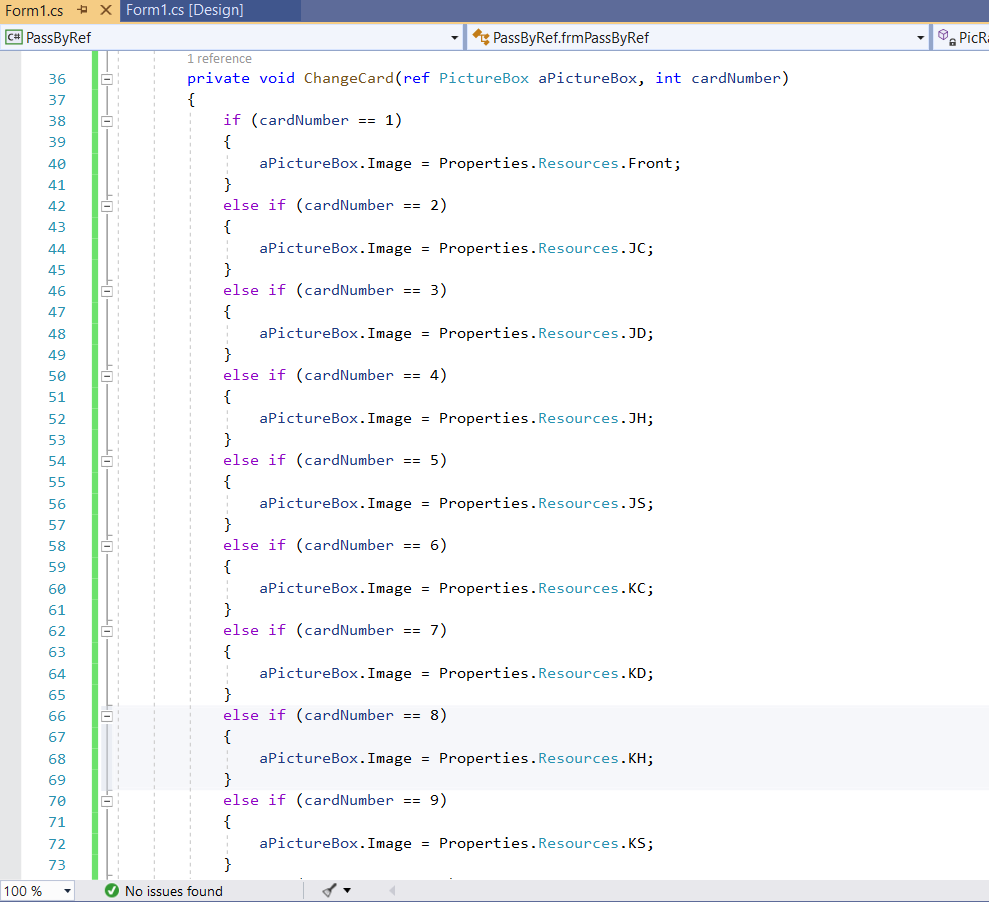 Form1.cs Form1.cs [Design]
C# PassByRef PassByRef.frmPassByRef PicRa
1 reference
36 private void ChangeCard(ref PictureBox aPictureBox, int cardNumber)
37 {
38 if (cardNumber == 1)
39 {
40 aPictureBox.Image = Properties.Resources.Front;
41 }
42 else if (cardNumber == 2)
43 {
44 aPictureBox.Image = Properties.Resources.JC;
45 }
46 else if (cardNumber == 3)
47 {
48 aPictureBox.Image = Properties.Resources.JD;
49 }
50 else if (cardNumber == 4)
51 {
52 aPictureBox.Image = Properties.Resources.JH;
53 }
54 else if (cardNumber == 5)
55 {
56 aPictureBox.Image = Properties.Resources.JS;
57 }
58 else if (cardNumber == 6)
59 {
60 aPictureBox.Image = Properties.Resources.KC;
61 }
62 else if (cardNumber == 7)
63 {
64 aPictureBox.Image = Properties.Resources.KD;
65 }
66 else if (cardNumber == 8)
67 {
68 aPictureBox.Image = Properties.Resources.KH;
69 }
70 else if (cardNumber == 9)
71 {
72 aPictureBox.Image = Properties.Resources.KS;
73 }
100 % No issues found